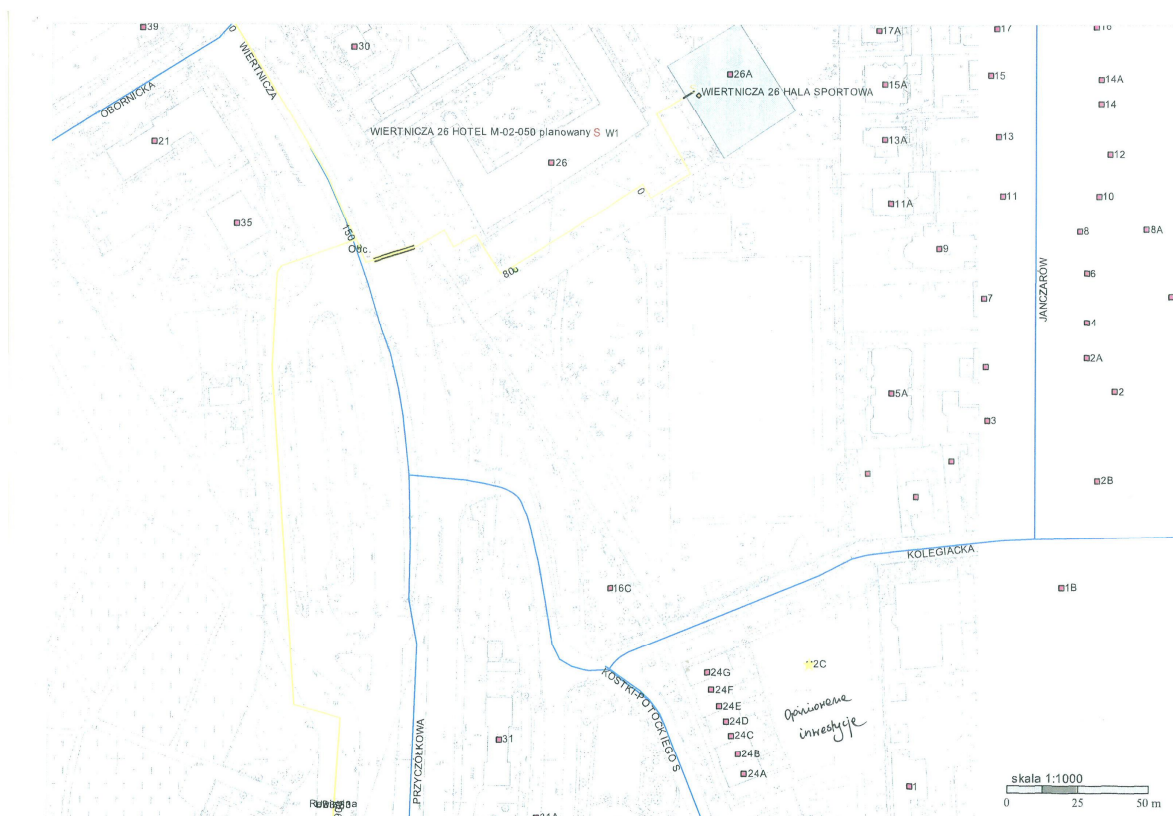 39
30
17A
17
16
26A
15
14A
WIERTNICZA
OBORNICKA
15A
WIERTNICZA 26 HALA SPORTOWA
14
WIERTNICZA 26 HOTEL M-02-050 planowany S W1
21
13A
13
12
26
0
11A
11
10
35
150
Odc.
8
8A
9
80
6
7
JANCZARÓW
4
2A
5A
2
3
2B
KOLEGIACKA
16C
1B
2C
24G
24F
24E
24D
24C
24B
24A
KOSTKI-POTOCKIEGO S
Opiniowane
inwestycje
31
PRZYCZÓŁKOWA
1
31A
skala 1:1000
0 25 50 m